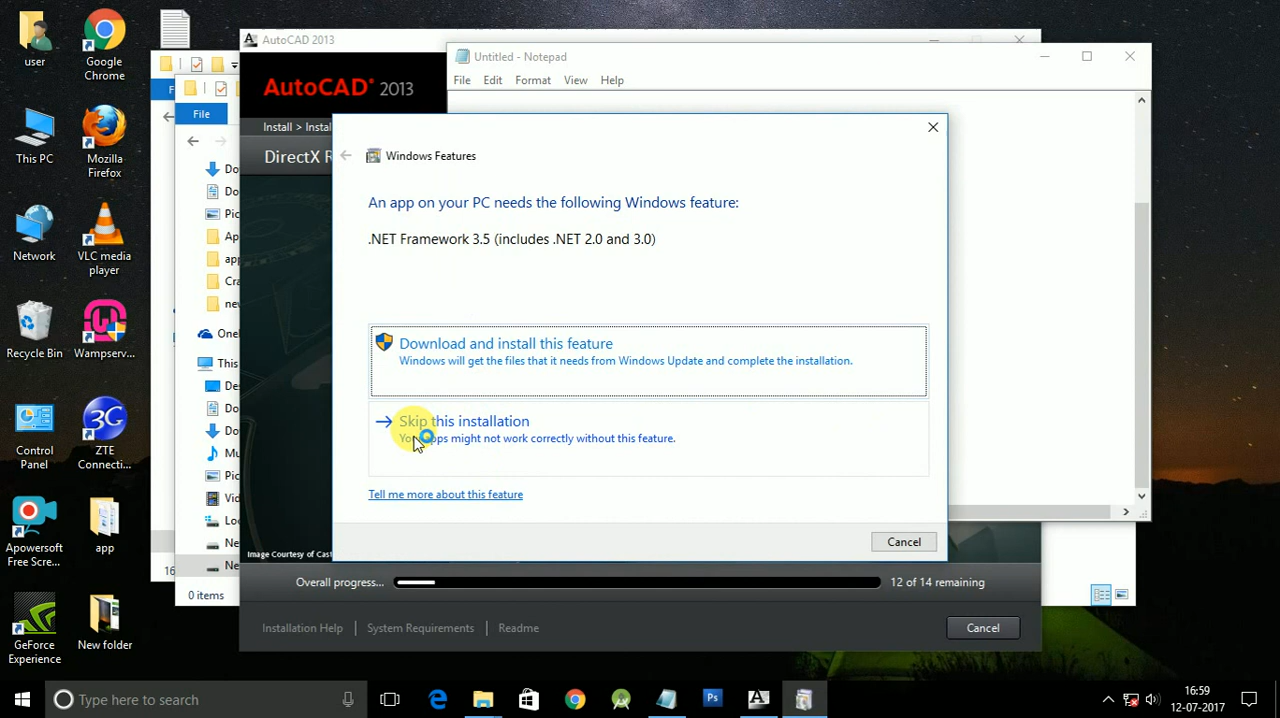 user
Google
Chrome
This PC
Mozilla
Firefox
Network
VLC media
player
Recycle Bin
Wampserv...
Control
Panel
ZTE
Connecti...
Apowersoft
Free Scre...
app
GeForce
Experience
New folder
File
0 items
AutoCAD 2013
AUTOCAD® 2013
Install > Instal
DirectX R
Image Courtesy of Cast
Untitled - Notepad
File Edit Format View Help
Windows Features
An app on your PC needs the following Windows feature:
.NET Framework 3.5 (includes .NET 2.0 and 3.0)
Download and install this feature
Windows will get the files that it needs from Windows Update and complete the installation.
Skip this installation
apps might not work correctly without this feature.
Tell me more about this feature
Cancel
Overall progress... 12 of 14 remaining
Installation Help | System Requirements | Readme
Cancel
Type here to search
Ps
16:59
12-07-2017